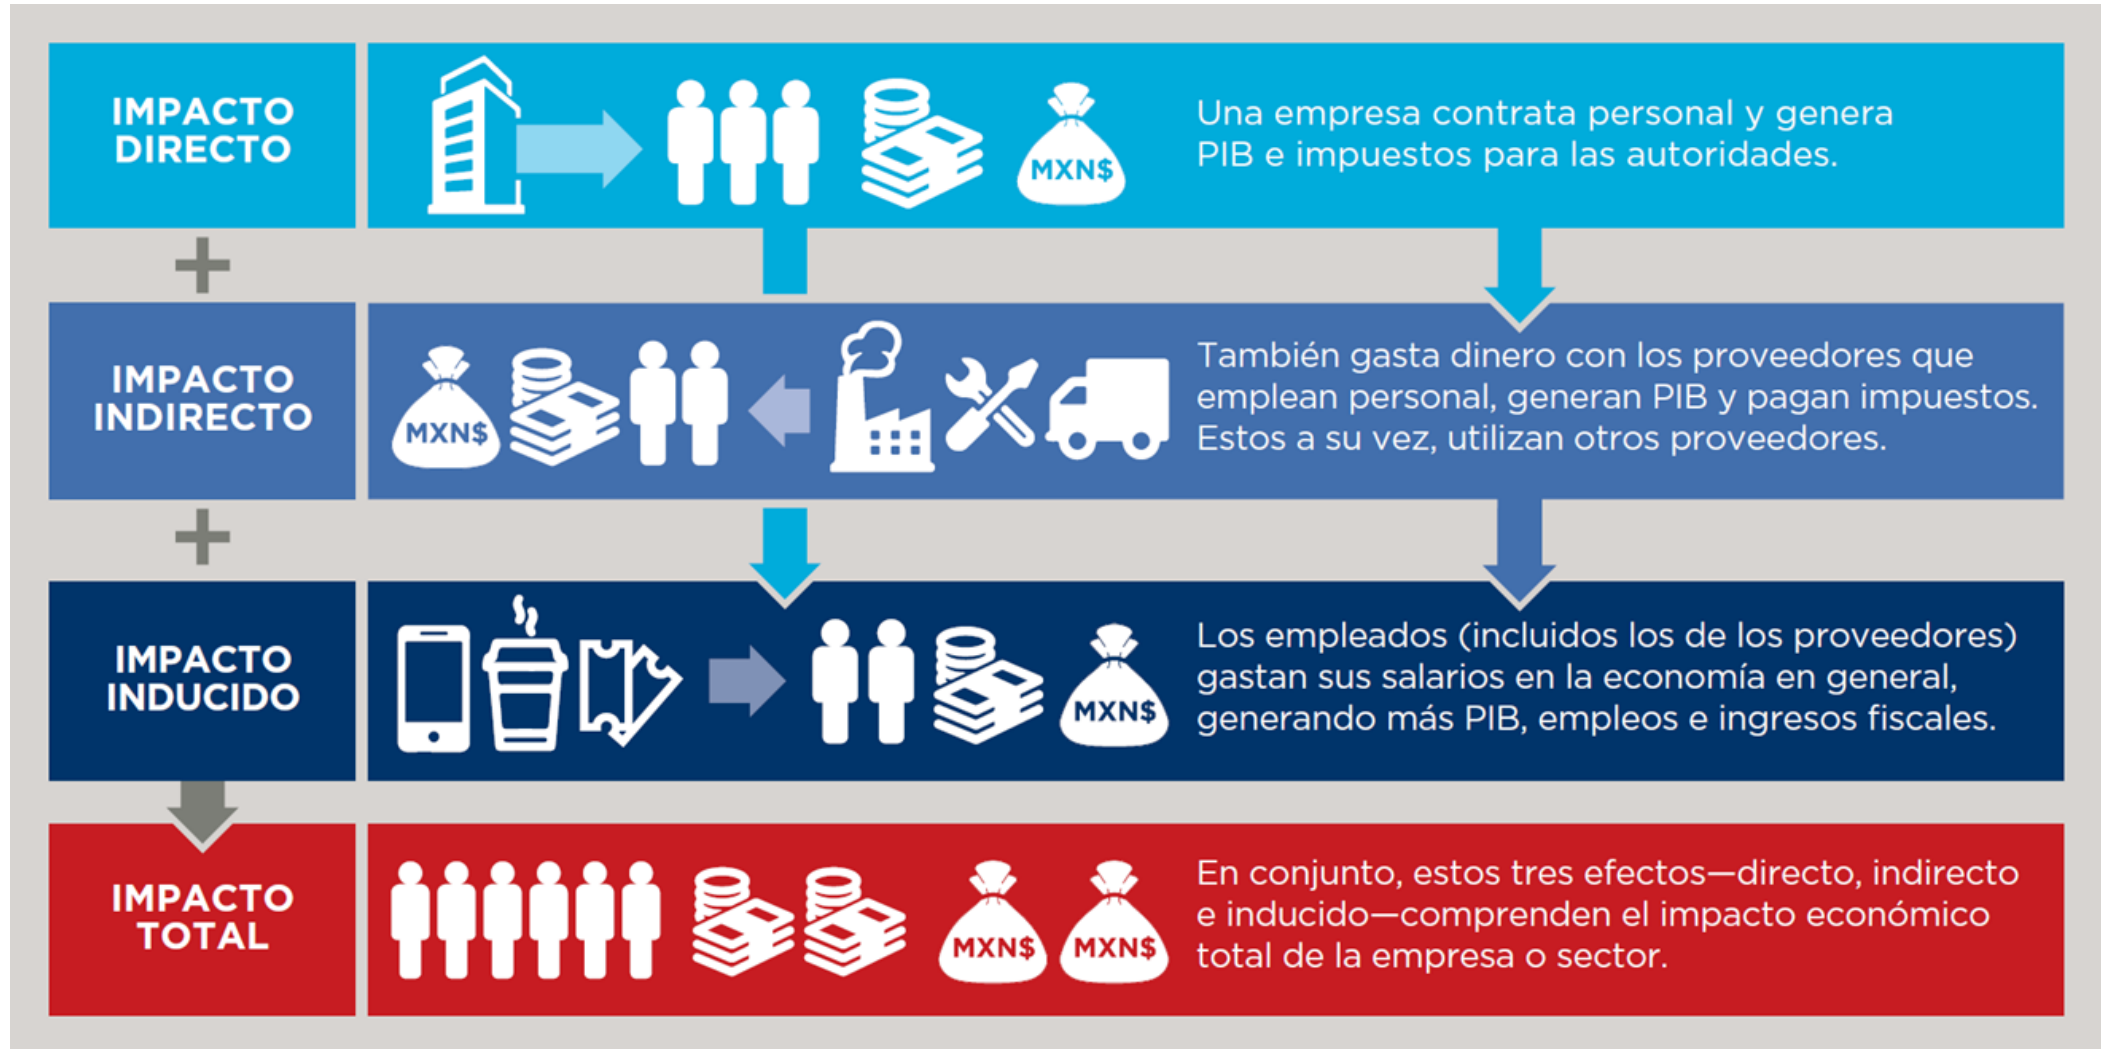 IMPACTO
DIRECTO
MXN$
Una empresa contrata personal y genera
PIB e impuestos para las autoridades.
+
IMPACTO
INDIRECTO
MXN$
También gasta dinero con los proveedores que
emplean personal, generan PIB y pagan impuestos.
Estos a su vez, utilizan otros proveedores.
+
IMPACTO
INDUCIDO
MXN$
Los empleados (incluidos los de los proveedores)
gastan sus salarios en la economía en general,
generando más PIB, empleos e ingresos fiscales.
IMPACTO
TOTAL
MXN$ MXN$
En conjunto, estos tres efectos—directo, indirecto
e inducido—comprenden el impacto económico
total de la empresa o sector.